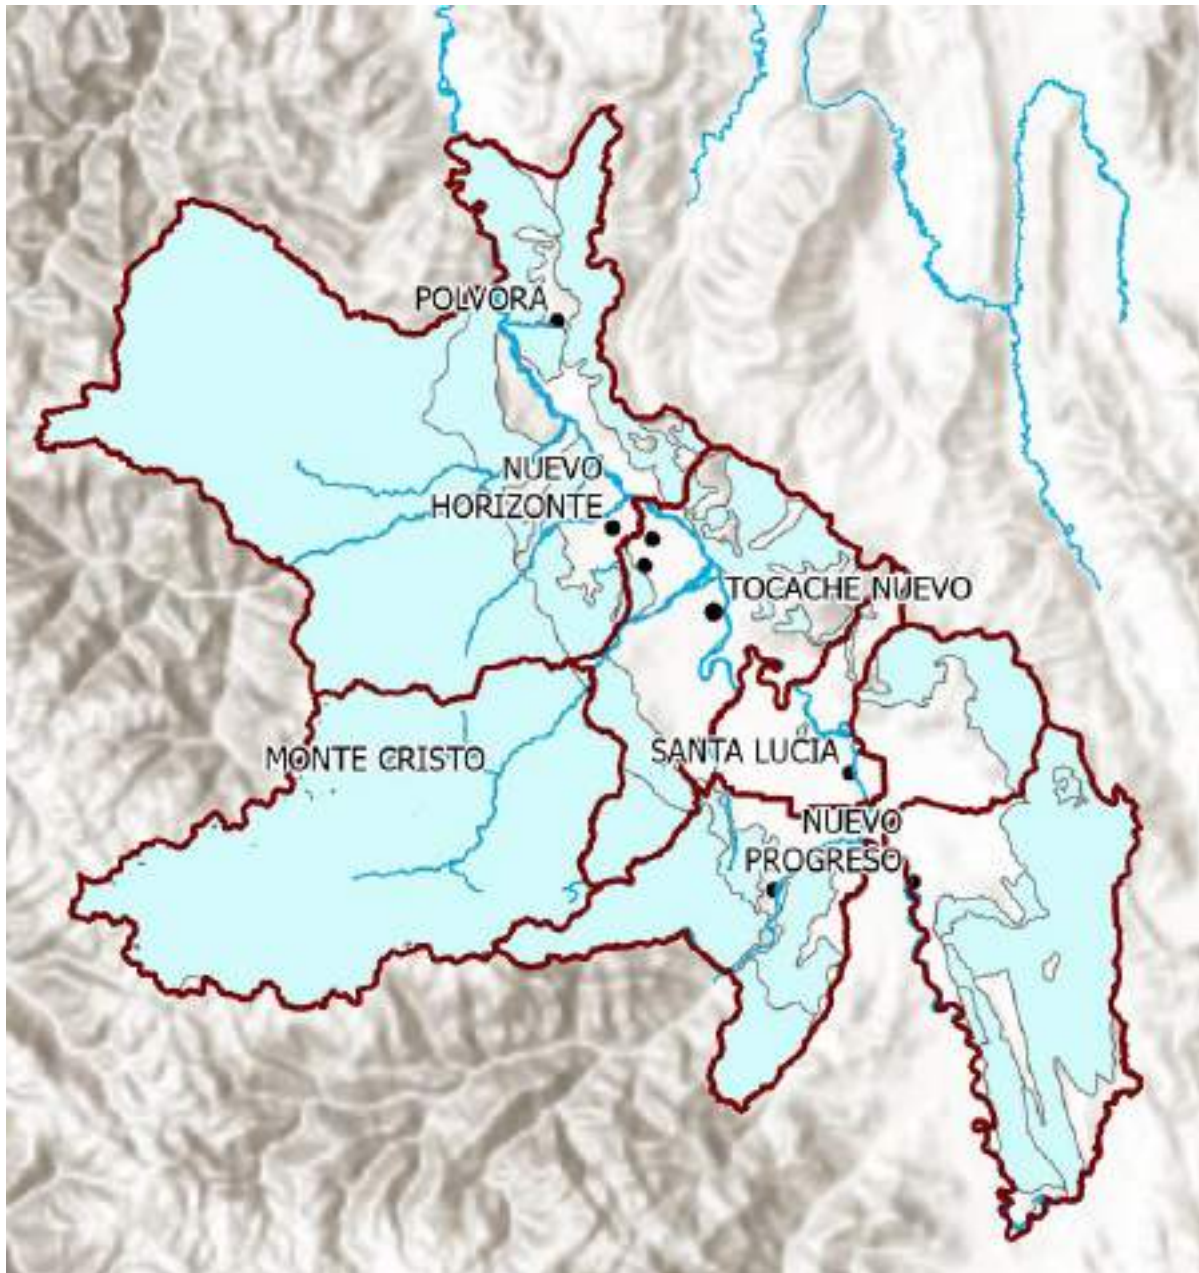 POLVORA
NUEVO
HORIZONTE
TOCACHE NUEVO
MONTE CRISTO
SANTA LUCIA
NUEVO
PROGRESO